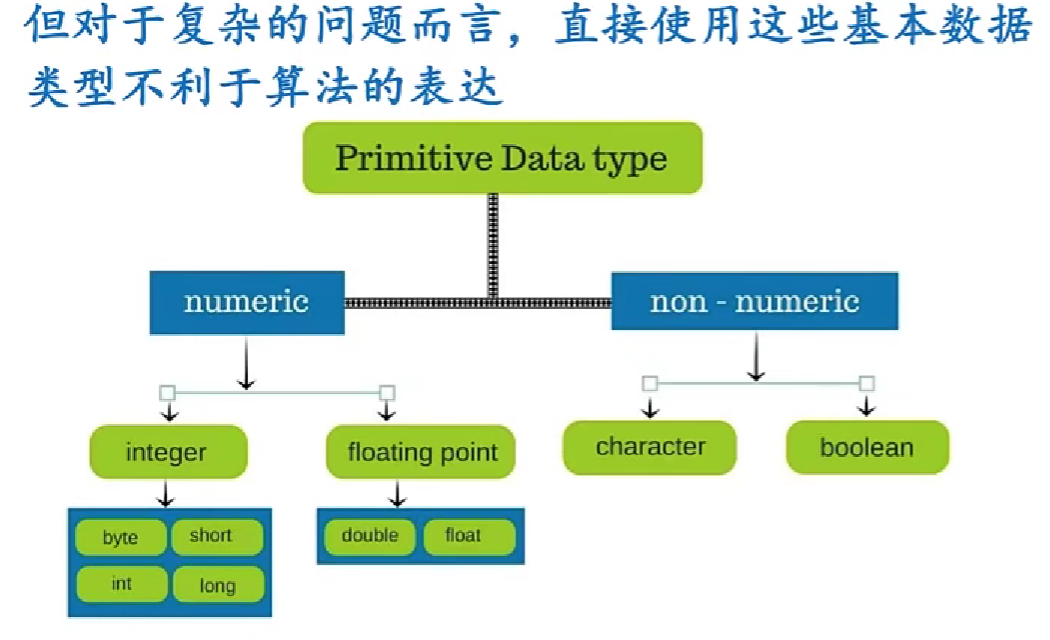 但对于复杂的问题而言，直接使用这些基本数据
类型不利于算法的表达
Primitive Data type
numeric
non - numeric
integer
floating point
character
boolean
byte
short
double
float
int
long